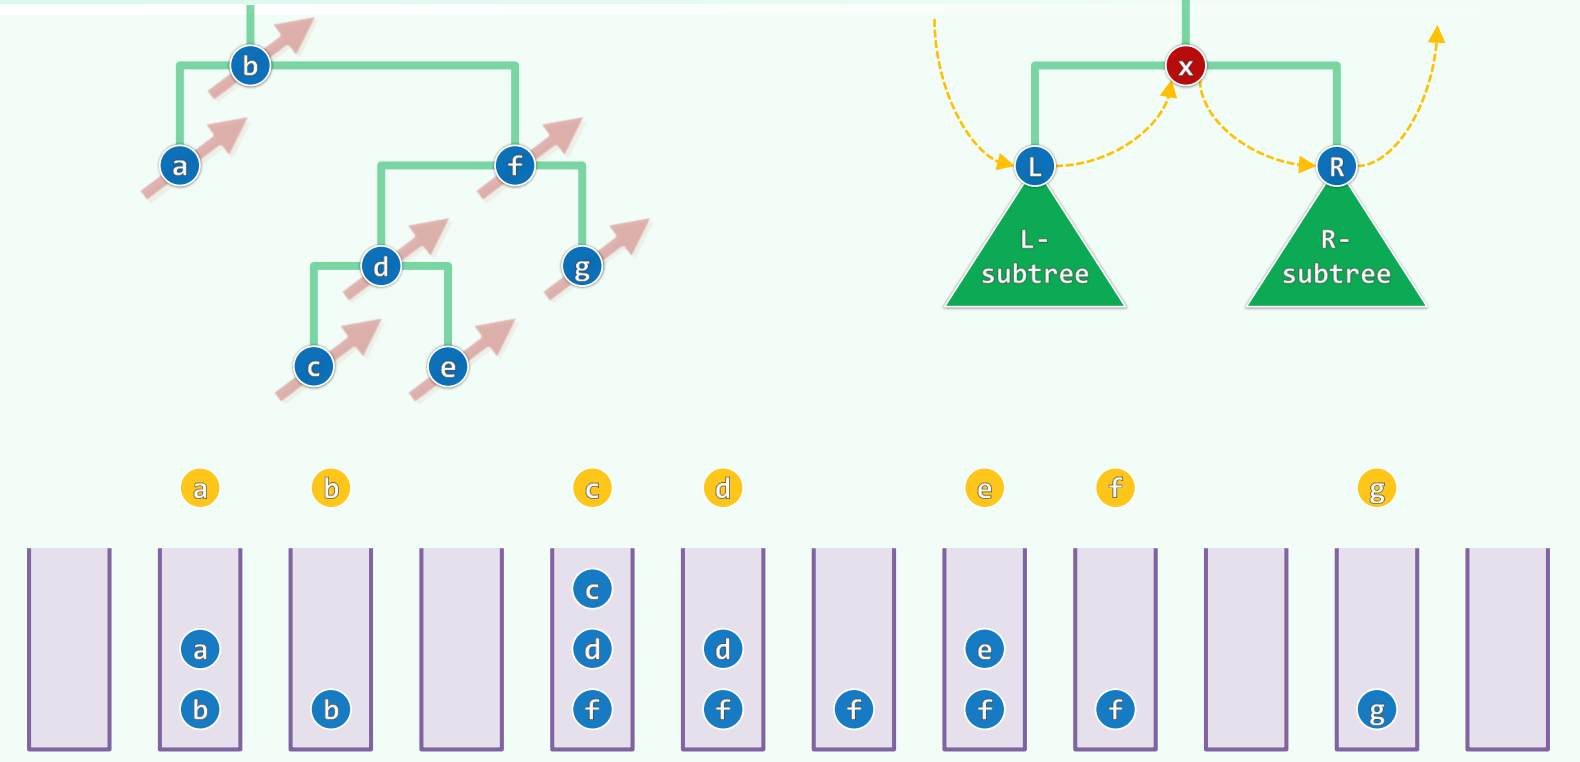 b
x
a
f
L
R
d
g
L-
subtree
R-
subtree
c
e
a b c d e f g
c
a d d e
b b f f f f f g